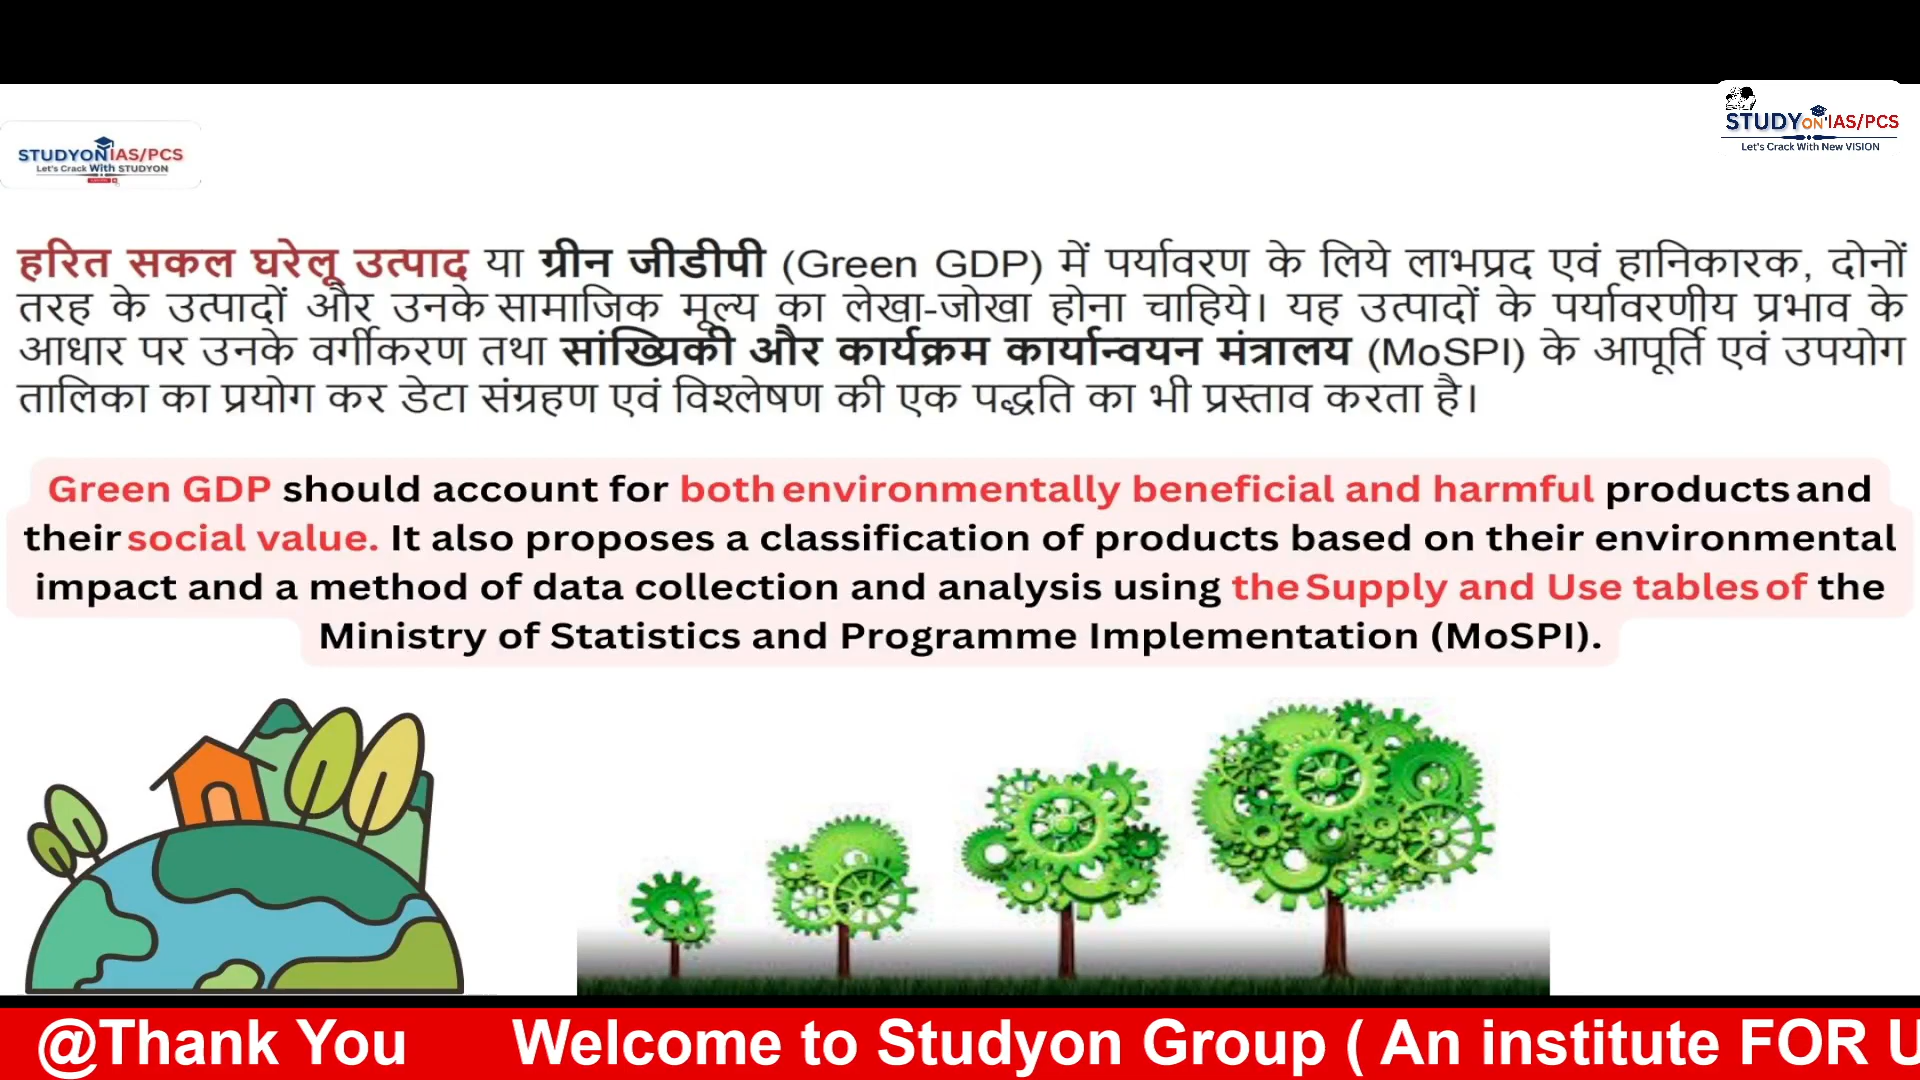 STUDYON IAS/PCS
Let's Crack With STUDYON
STUDYON IAS/PCS
Let's Crack With New VISION
हरित सकल घरेलू उत्पाद या ग्रीन जीडीपी (Green GDP) में पर्यावरण के लिये लाभप्रद एवं हानिकारक, दोनों
तरह के उत्पादों और उनके सामाजिक मूल्य का लेखा-जोखा होना चाहिये। यह उत्पादों के पर्यावरणीय प्रभाव के
आधार पर उनके वर्गीकरण तथा सांख्यिकी और कार्यक्रम कार्यान्वयन मंत्रालय (MoSPI) के आपूर्ति एवं उपयोग
तालिका का प्रयोग कर डेटा संग्रहण एवं विश्लेषण की एक पद्धति का भी प्रस्ताव करता है।
Green GDP should account for both environmentally beneficial and harmful products and
their social value. It also proposes a classification of products based on their environmental
impact and a method of data collection and analysis using the Supply and Use tables of the
Ministry of Statistics and Programme Implementation (MoSPI).
@Thank You Welcome to Studyon Group ( An institute FOR U